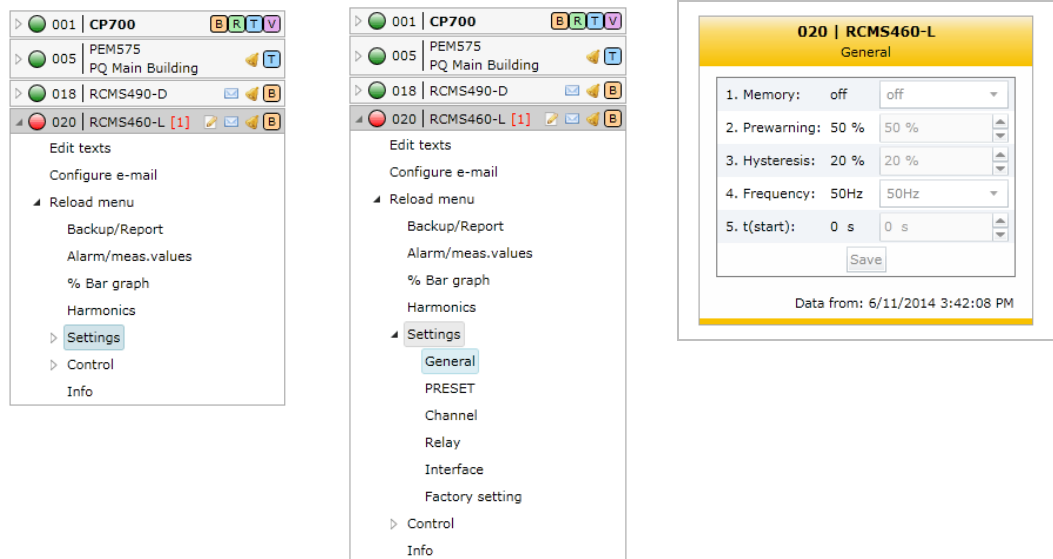 001 CP700 B R T V
005 PEM575
PQ Main Building T
018 RCMS490-D B
020 RCMS460-L [1] B
Edit texts
Configure e-mail
Reload menu
Backup/Report
Alarm/meas.values
% Bar graph
Harmonics
Settings
Control
Info
001 CP700 B R T V
005 PEM575
PQ Main Building T
018 RCMS490-D B
020 RCMS460-L [1] B
Edit texts
Configure e-mail
Reload menu
Backup/Report
Alarm/meas.values
% Bar graph
Harmonics
Settings
General
PRESET
Channel
Relay
Interface
Factory setting
Control
Info
020 | RCMS460-L
General
1. Memory: off off
2. Prewarning: 50 % 50 %
3. Hysteresis: 20 % 20 %
4. Frequency: 50Hz 50Hz
5. t(start): 0 s 0 s
Save
Data from: 6/11/2014 3:42:08 PM